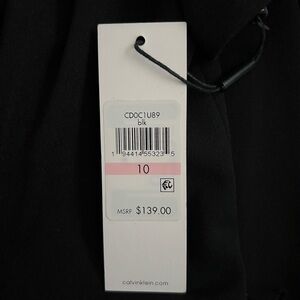 CD0C1U89
blk
1 94414 55323 5
10
MSRP $139.00
calvinklein.com